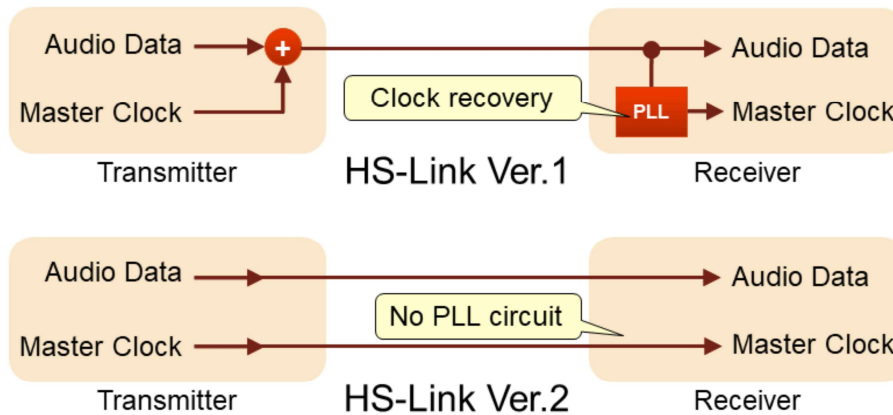 Audio Data
+
Audio Data
Master Clock
Clock recovery
PLL
Master Clock
Transmitter
HS-Link Ver.1
Receiver
Audio Data
Audio Data
No PLL circuit
Master Clock
Master Clock
Transmitter
HS-Link Ver.2
Receiver